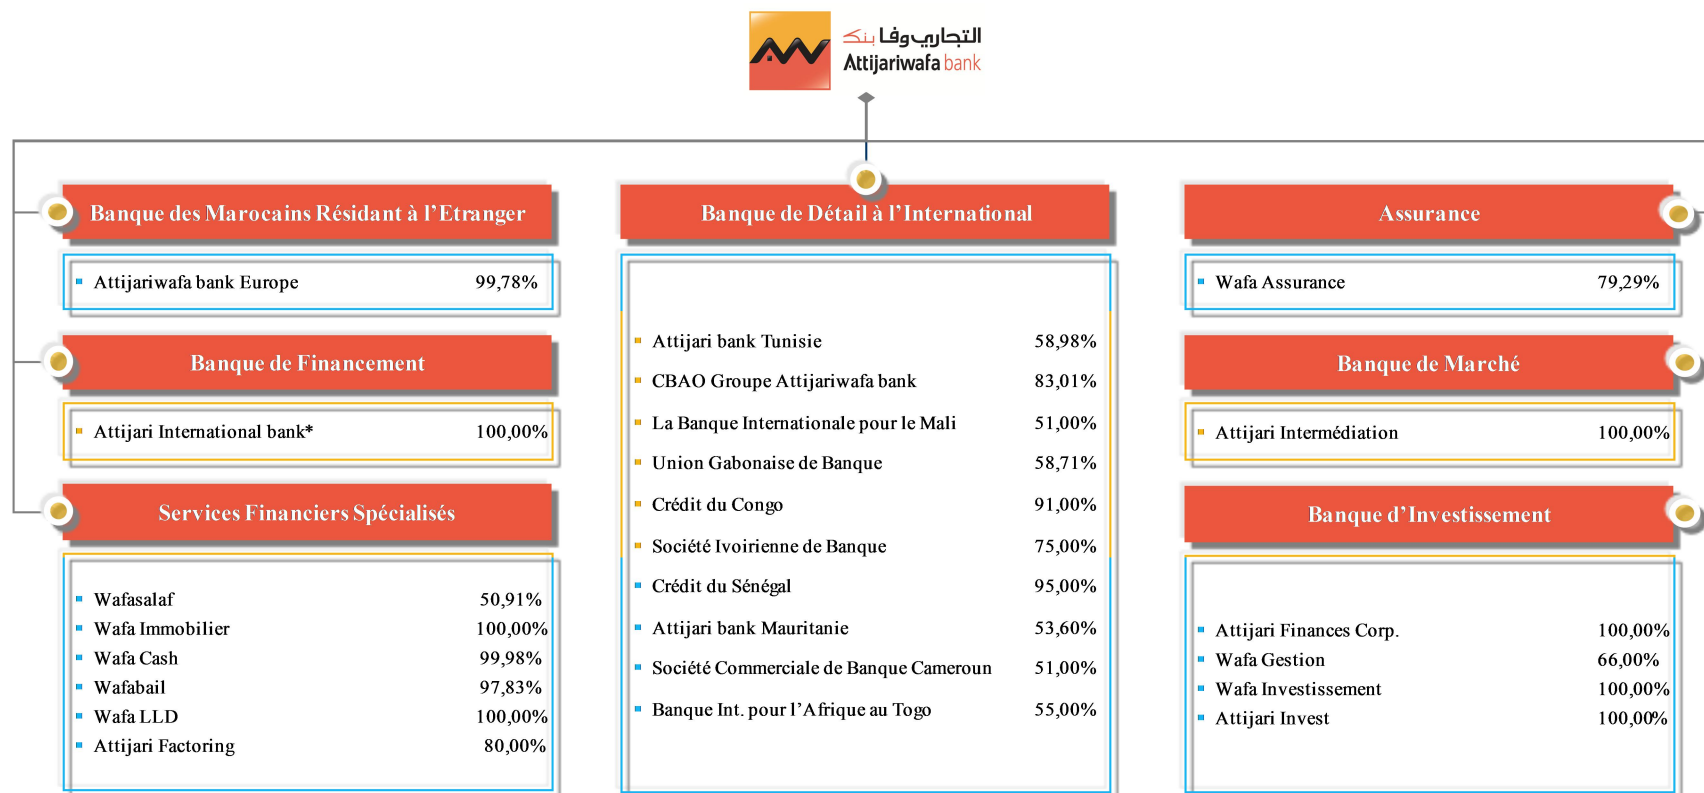 التجاري وفا بنك
Attijariwafa bank
Banque des Marocains Résidant à l’Etranger
Attijariwafa bank Europe 99,78%
Banque de Financement
Attijari International bank* 100,00%
Services Financiers Spécialisés
Wafasalaf 50,91%
Wafa Immobilier 100,00%
Wafa Cash 99,98%
Wafabail 97,83%
Wafa LLD 100,00%
Attijari Factoring 80,00%
Banque de Détail à l’International
Attijari bank Tunisie 58,98%
CBAO Groupe Attijariwafa bank 83,01%
La Banque Internationale pour le Mali 51,00%
Union Gabonaise de Banque 58,71%
Crédit du Congo 91,00%
Société Ivoirienne de Banque 75,00%
Crédit du Sénégal 95,00%
Attijari bank Mauritanie 53,60%
Société Commerciale de Banque Cameroun 51,00%
Banque Int. pour l’Afrique au Togo 55,00%
Assurance
Wafa Assurance 79,29%
Banque de Marché
Attijari Intermédiation 100,00%
Banque d’Investissement
Attijari Finances Corp. 100,00%
Wafa Gestion 66,00%
Wafa Investissement 100,00%
Attijari Invest 100,00%